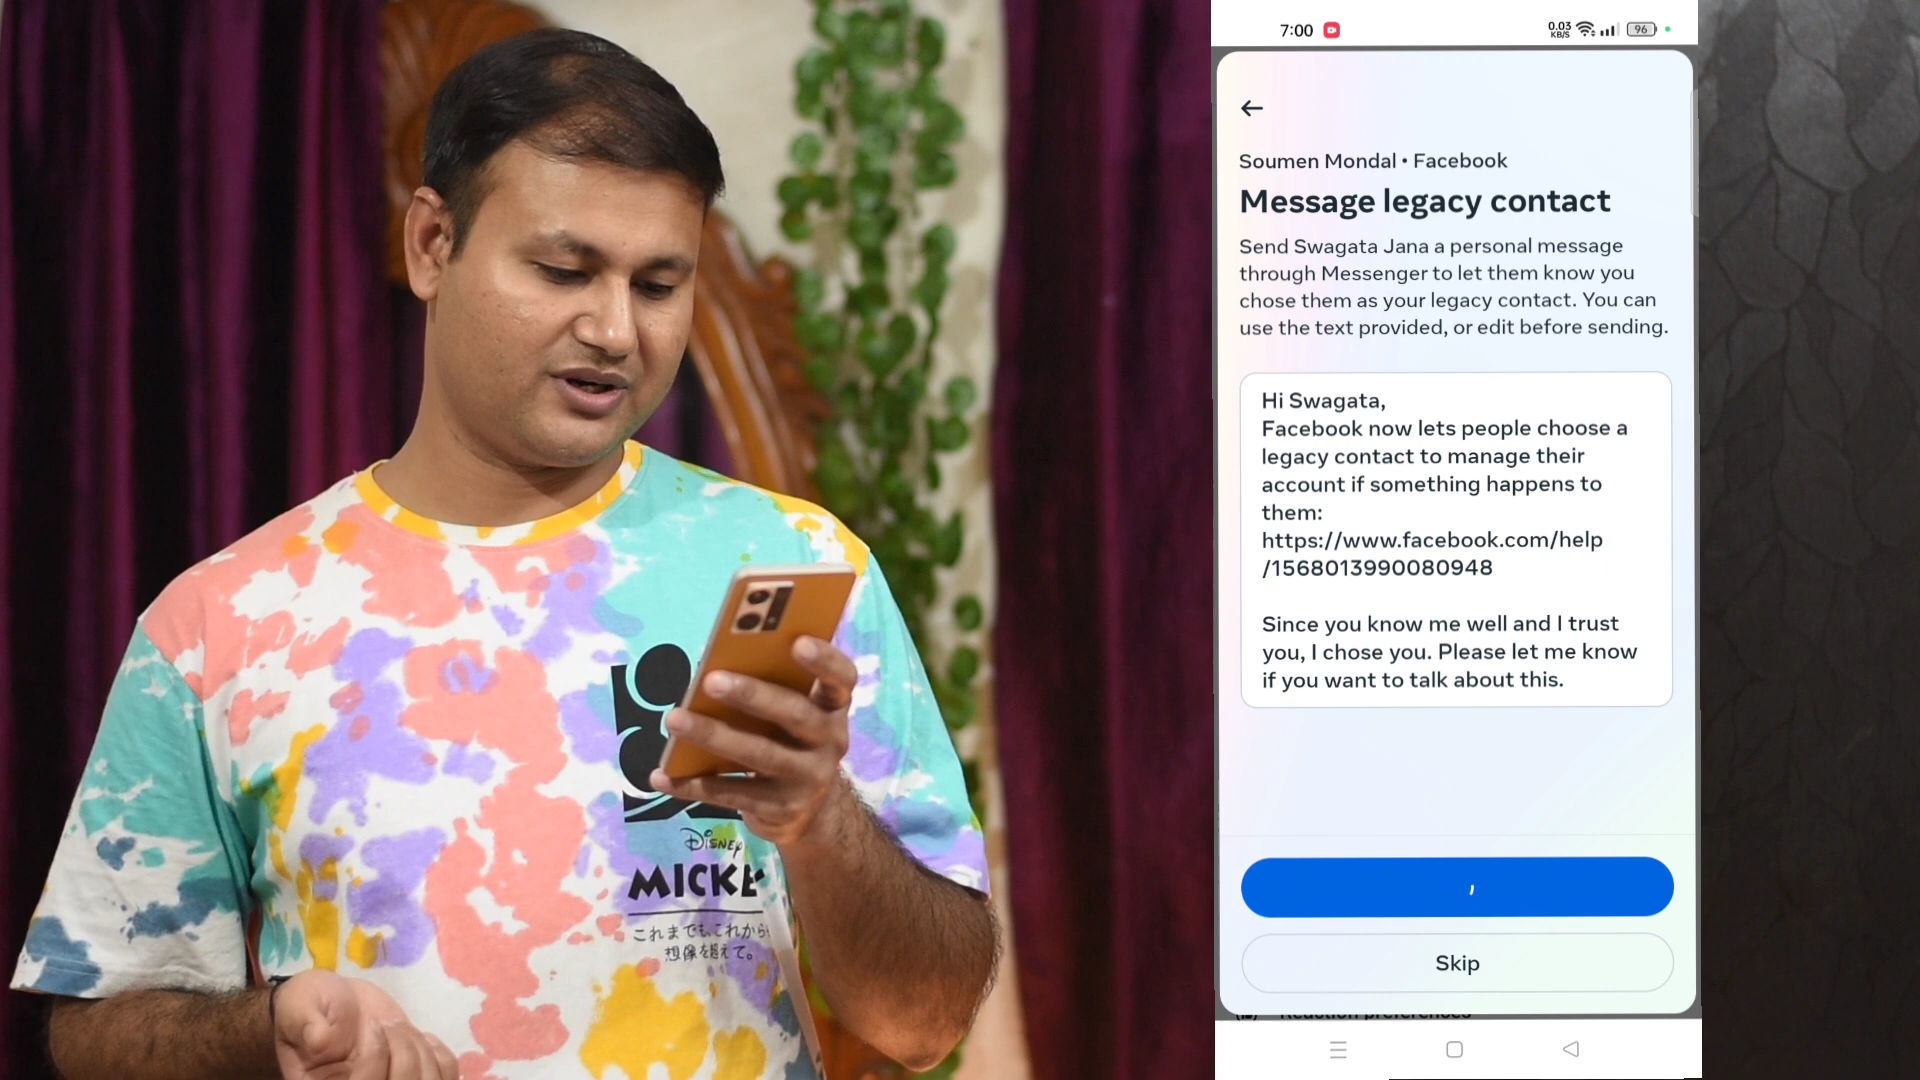 7:00
0.03
KB/S
96
Soumen Mondal • Facebook
Message legacy contact
Send Swagata Jana a personal message
through Messenger to let them know you
chose them as your legacy contact. You can
use the text provided, or edit before sending.
Hi Swagata,
Facebook now lets people choose a
legacy contact to manage their
account if something happens to
them:
https://www.facebook.com/help
/1568013990080948
Since you know me well and I trust
you, I chose you. Please let me know
if you want to talk about this.
Skip
Reaction preferences
Disney
MICKE
これまでも、これから
想像を超えて。